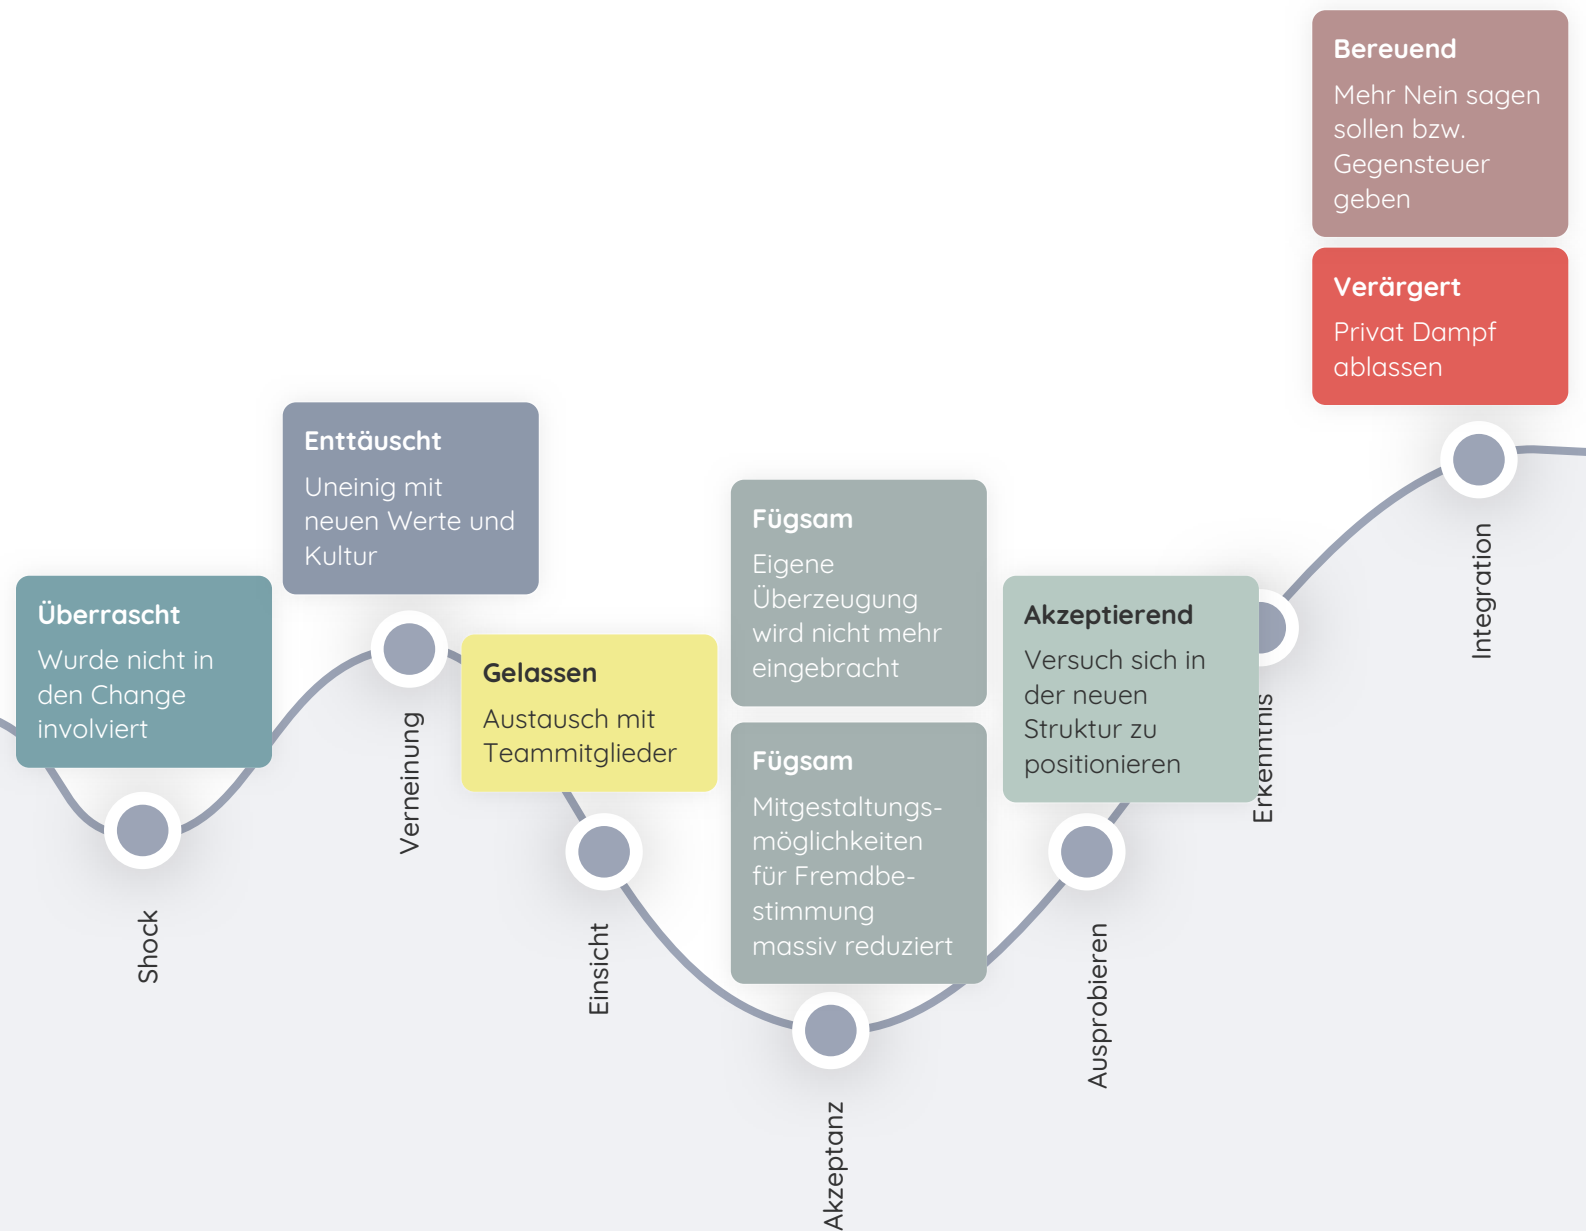 Bereuend
Mehr Nein sagen
sollen bzw.
Gegensteuer
geben
Verärgert
Privat Dampf
ablassen
Enttäuscht
Uneinig mit
neuen Werte und
Kultur
Überrascht
Wurde nicht in
den Change
involviert
Gelassen
Austausch mit
Teammitglieder
Fügsam
Eigene
Überzeugung
wird nicht mehr
eingebracht
Fügsam
Mitgestaltungs-
möglichkeiten
für Fremdbe-
stimmung
massiv reduziert
Akzeptierend
Versuch sich in
der neuen
Struktur zu
positionieren
Shock
Verneinung
Einsicht
Akzeptanz
Ausprobieren
Erkenntnis
Integration